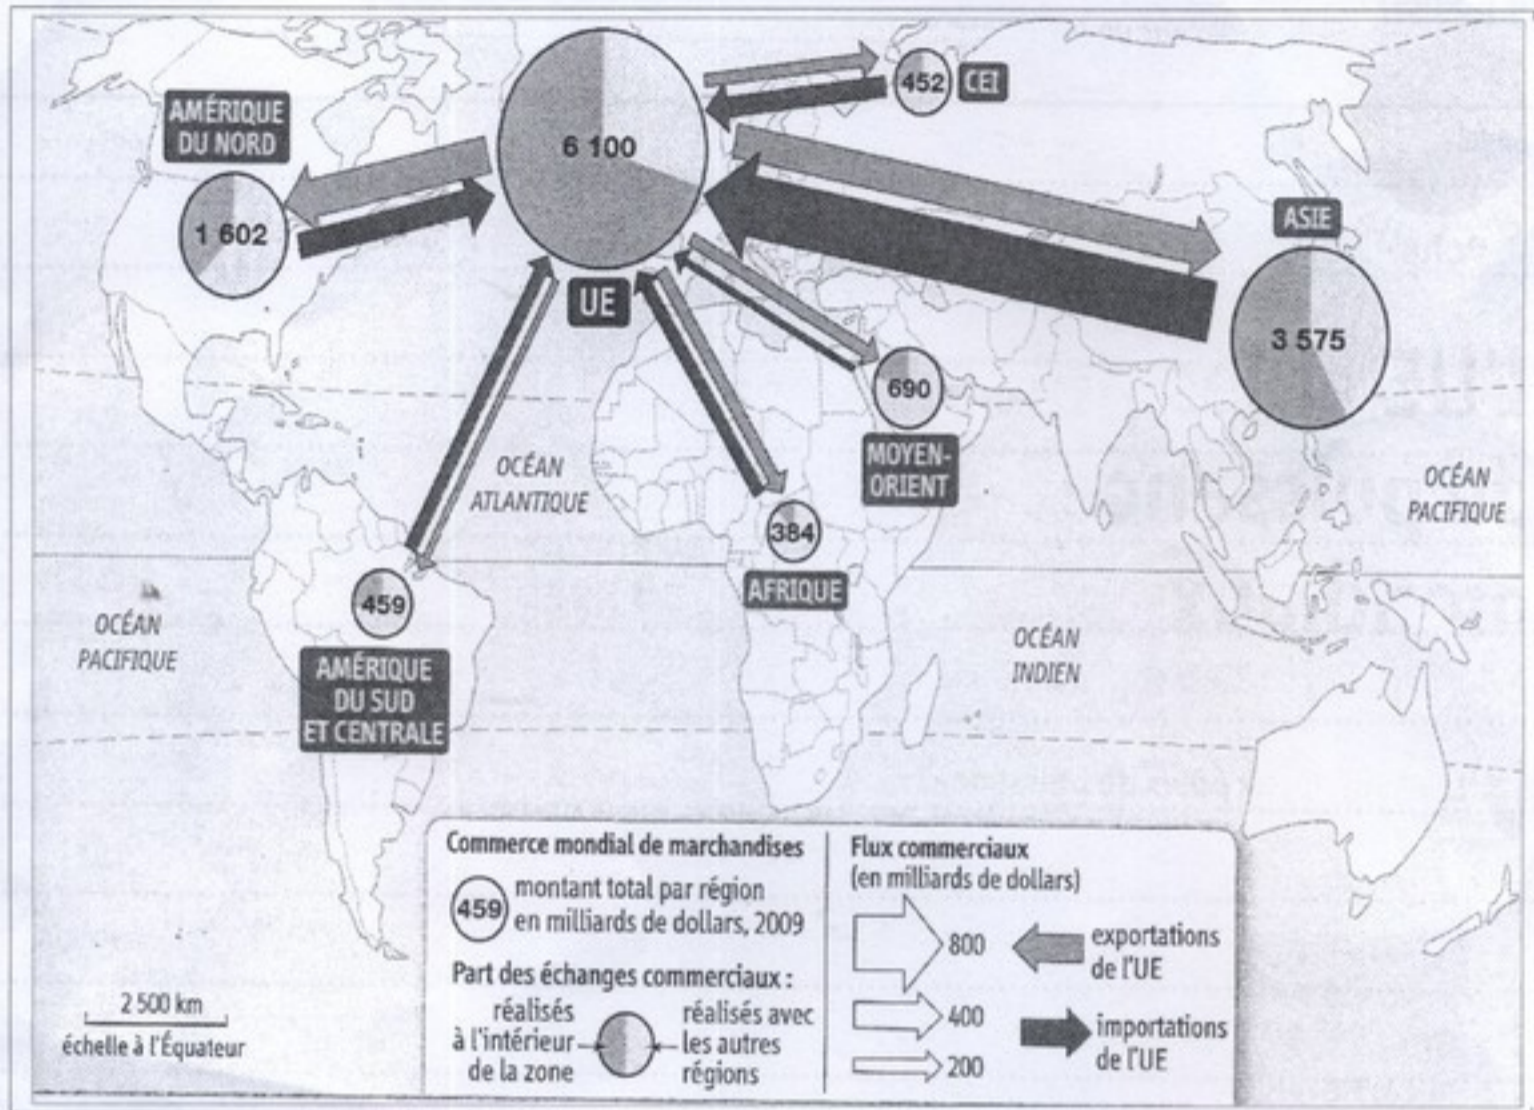 AMÉRIQUE
DU NORD
1 602
6 100
UE
452
CEI
ASIE
3 575
690
MOYEN-
ORIENT
384
AFRIQUE
459
AMÉRIQUE
DU SUD
ET CENTRALE
OCÉAN
ATLANTIQUE
OCÉAN
PACIFIQUE
OCÉAN
PACIFIQUE
OCÉAN
INDIEN
2 500 km
échelle à l'Équateur
Commerce mondial de marchandises
459
montant total par région
en milliards de dollars, 2009
Part des échanges commerciaux :
réalisés
à l'intérieur
de la zone
réalisés avec
les autres
régions
Flux commerciaux
(en milliards de dollars)
800
400
200
exportations
de l'UE
importations
de l'UE